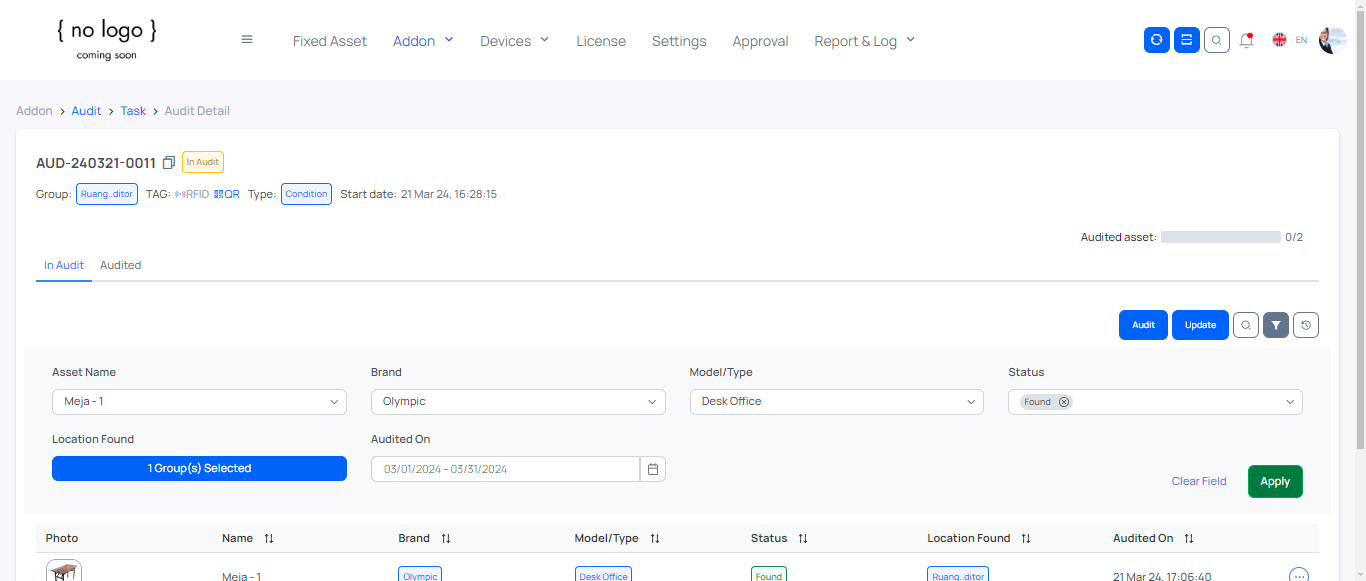 { no logo }
coming soon
Fixed Asset Addon Devices License Settings Approval Report & Log EN
Addon > Audit > Task > Audit Detail
AUD-240321-0011 In Audit
Group: Ruang..ditor TAG: RFID QR Type: Condition Start date: 21 Mar 24, 16:28:15
Audited asset: 0/2
In Audit Audited
Audit Update
Asset Name Brand Model/Type Status
Meja - 1 Olympic Desk Office Found
Location Found Audited On
1 Group(s) Selected 03/01/2024 - 03/31/2024
Clear Field Apply
Photo Name Brand Model/Type Status Location Found Audited On
Meja - 1 Olympic Desk Office Found Ruang..ditor 21 Mar 24, 17:06:40